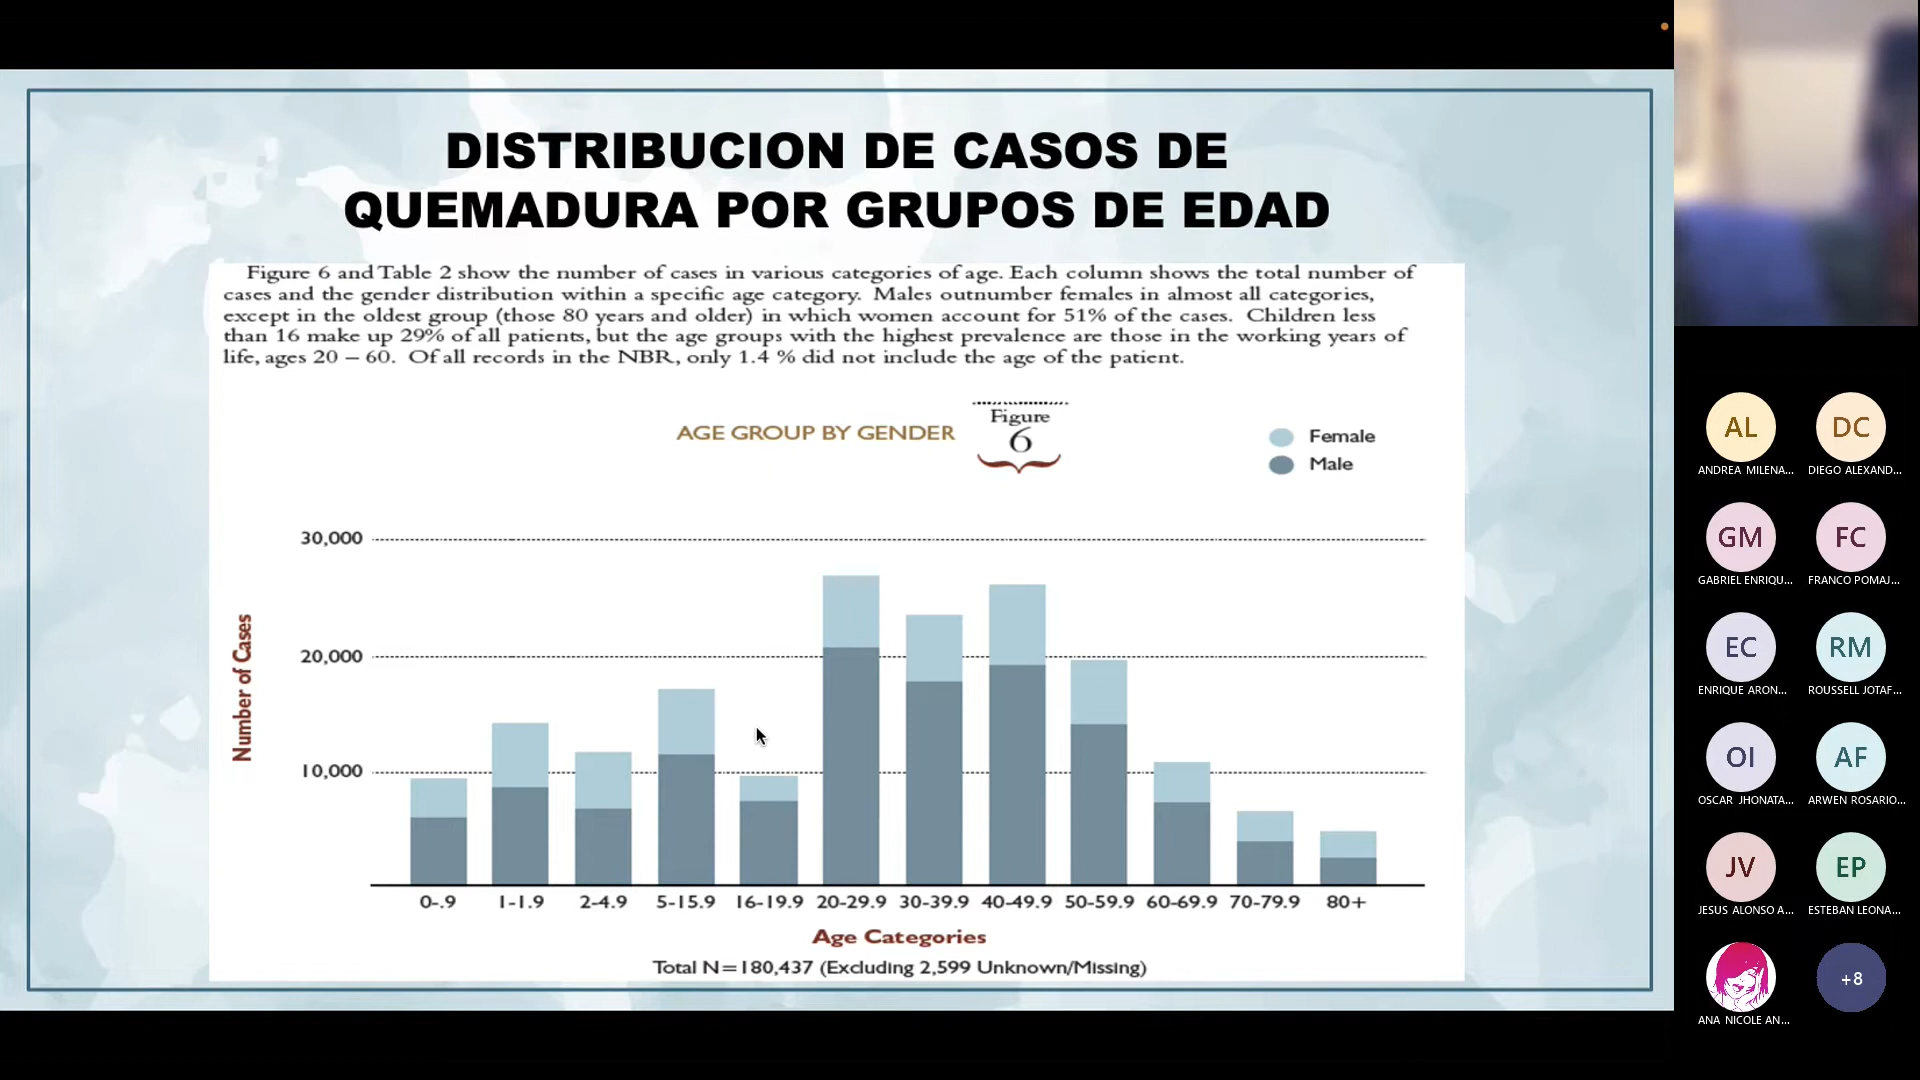 DISTRIBUCION DE CASOS DE
QUEMADURA POR GRUPOS DE EDAD
Figure 6 and Table 2 show the number of cases in various categories of age. Each column shows the total number of
cases and the gender distribution within a specific age category. Males outnumber females in almost all categories,
except in the oldest group (those 80 years and older) in which women account for 51% of the cases. Children less
than 16 make up 29% of all patients, but the age groups with the highest prevalence are those in the working years of
life, ages 20 – 60. Of all records in the NBR, only 1.4 % did not include the age of the patient.
AGE GROUP BY GENDER
Figure
6
Female
Male
Number of Cases
30,000
20,000
10,000
0-.9 1-1.9 2-4.9 5-15.9 16-19.9 20-29.9 30-39.9 40-49.9 50-59.9 60-69.9 70-79.9 80+
Age Categories
Total N=180,437 (Excluding 2,599 Unknown/Missing)
AL DC
ANDREA MILENA... DIEGO ALEXAND...
GM FC
GABRIEL ENRIQU... FRANCO POMAJ...
EC RM
ENRIQUE ARON... ROUSSELL JOTAF...
OI AF
OSCAR JHONATA... ARWEN ROSARIO...
JV EP
JESUS ALONSO A... ESTEBAN LEONA...
+8
ANA NICOLE AN...